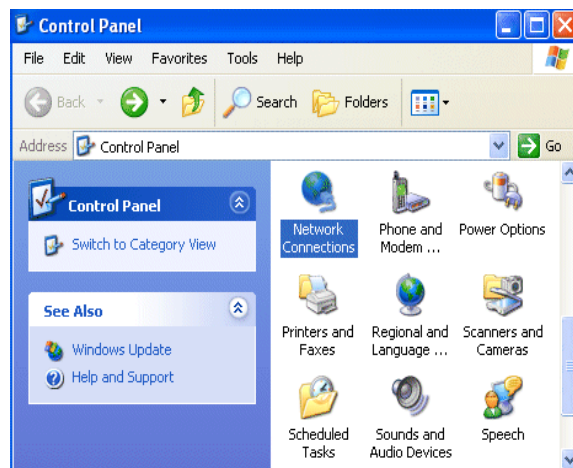 Control Panel
File Edit View Favorites Tools Help
Back Search Folders
Address Control Panel Go
Control Panel
Switch to Category View
See Also
Windows Update
Help and Support
Network
Connections
Phone and
Modem ...
Power Options
Printers and
Faxes
Regional and
Language ...
Scanners and
Cameras
Scheduled
Tasks
Sounds and
Audio Devices
Speech